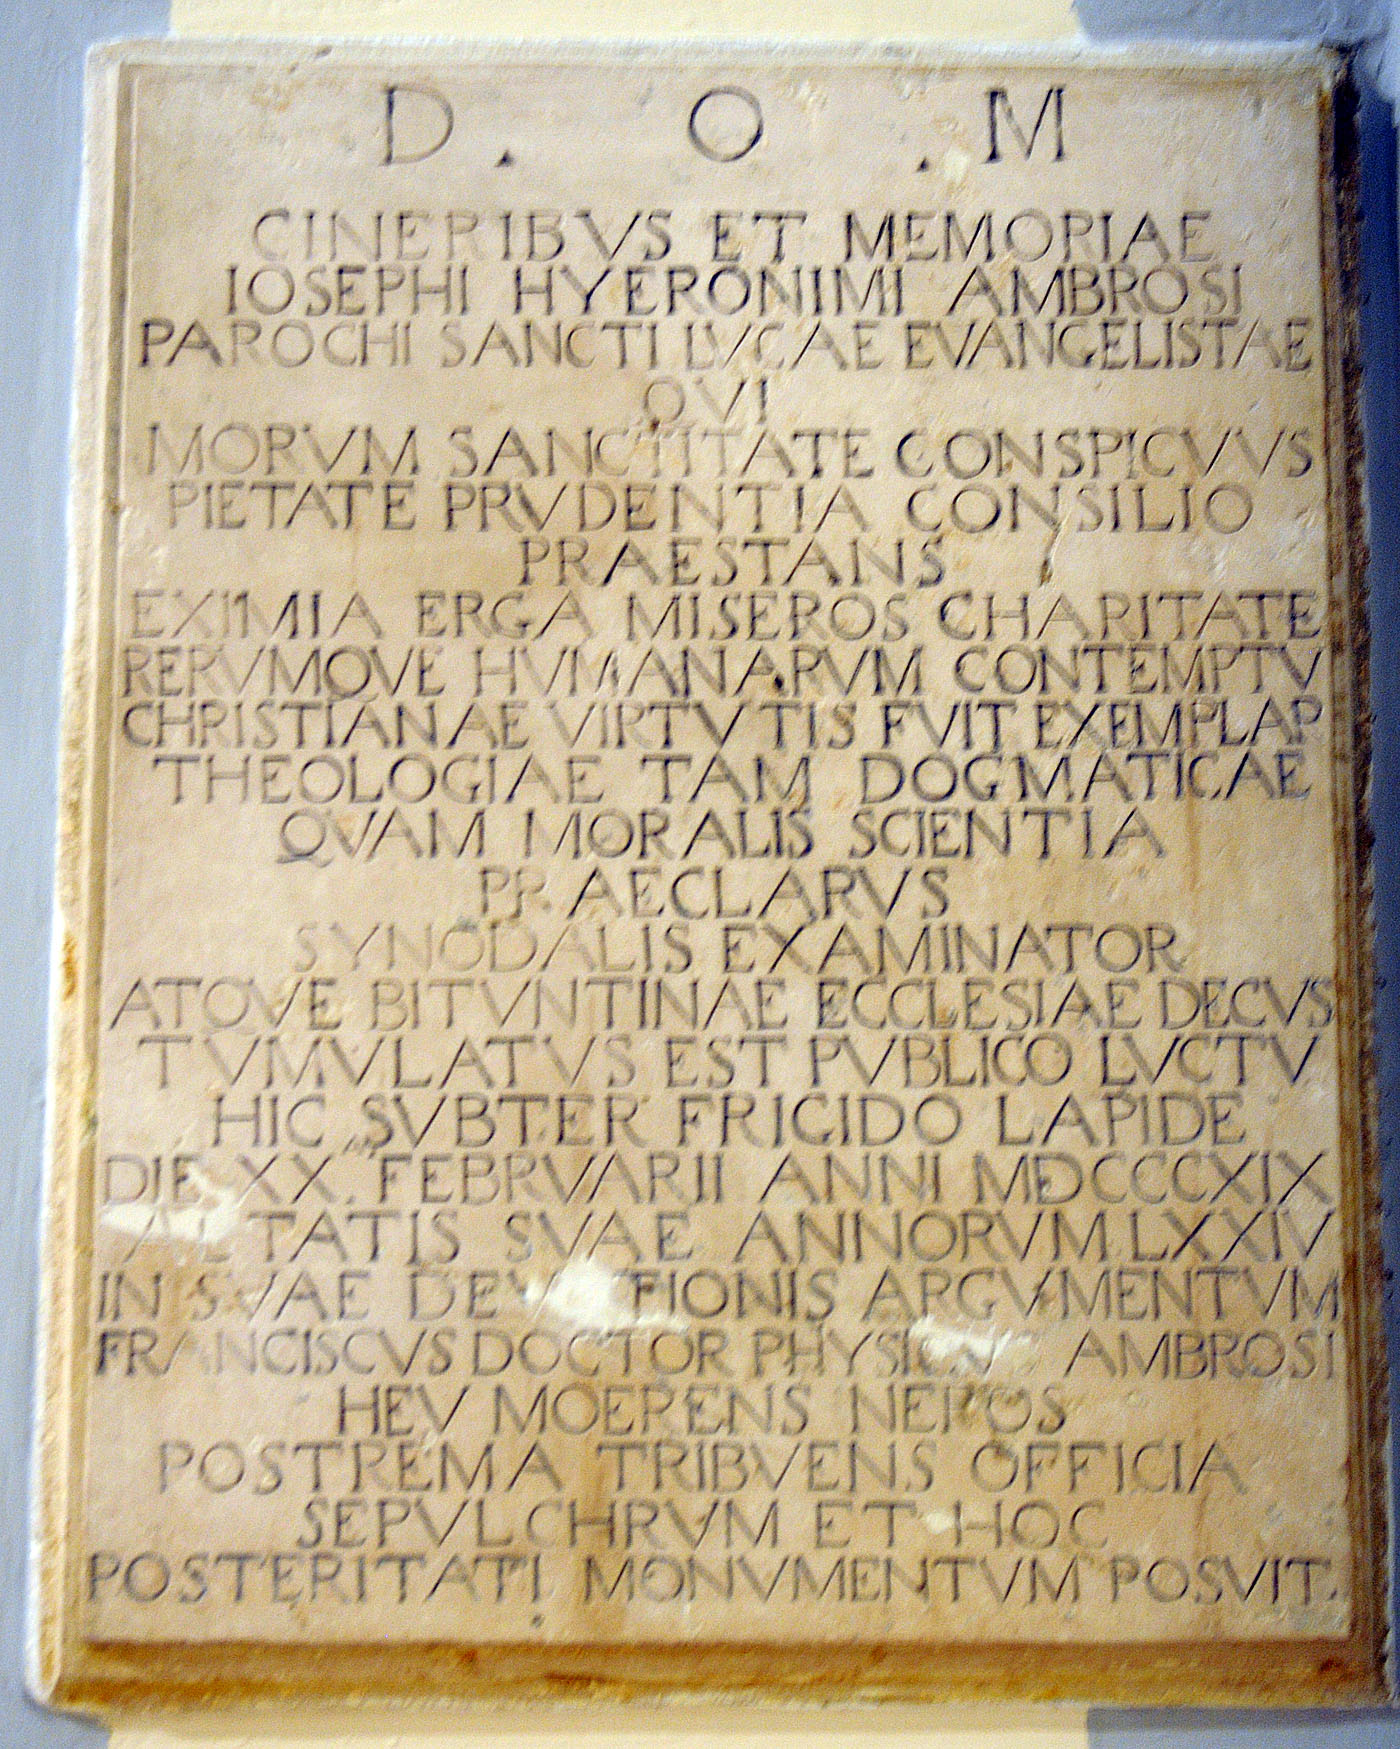 D . O . M
CINERIBVS ET MEMORIAE
IOSEPHI HYERONIMI AMBROSI
PAROCHI SANCTI LVCAE EVANGELISTAE
QVI
MORVM SANCTITATE CONSPICVVS
PIETATE PRVDENTIA CONSILIO
PRAESTANS
EXIMIA ERGA MISEROS CHARITATE
RERVMQVE HVMANARVM CONTEMPTV
CHRISTIANAE VIRTVTIS FVIT EXEMPLAR
THEOLOGIAE TAM DOGMATICAE
QVAM MORALIS SCIENTIA
PRAECLARVS
SYNODALIS EXAMINATOR
ATQVE BITVNTINAE ECCLESIAE DECVS
TVMVLATVS EST PVBLICO LVCTV
HIC SVBTER FRIGIDO LAPIDE
DIE XX. FEBRVARII ANNI MDCCCXIX
AETATIS SVAE ANNORVM LXXIV
IN SVAE ARGVMENTVM
FRANCISCVS DOCTOR AMBROSI
HEV MOERENS NEPOS
POSTREMA TRIBVENS OFFICIA
SEPVLCHRVM ET HOC
POSTERITATI MONVMENTVM POSVIT.